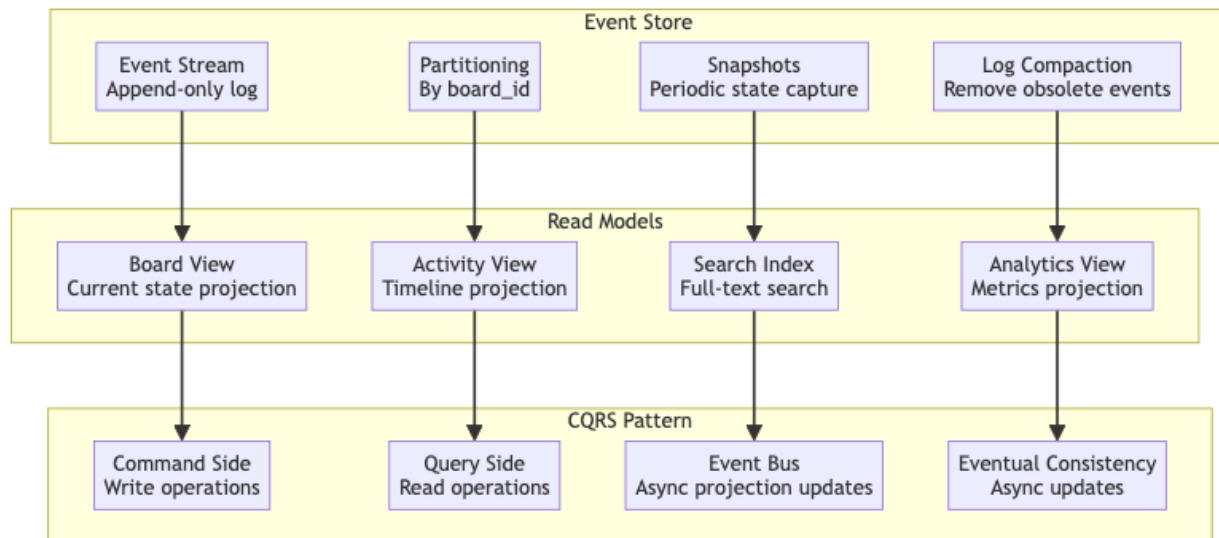 Event Store
Event Stream
Append-only log
Partitioning
By board_id
Snapshots
Periodic state capture
Log Compaction
Remove obsolete events
Read Models
Board View
Current state projection
Activity View
Timeline projection
Search Index
Full-text search
Analytics View
Metrics projection
CQRS Pattern
Command Side
Write operations
Query Side
Read operations
Event Bus
Async projection updates
Eventual Consistency
Async updates